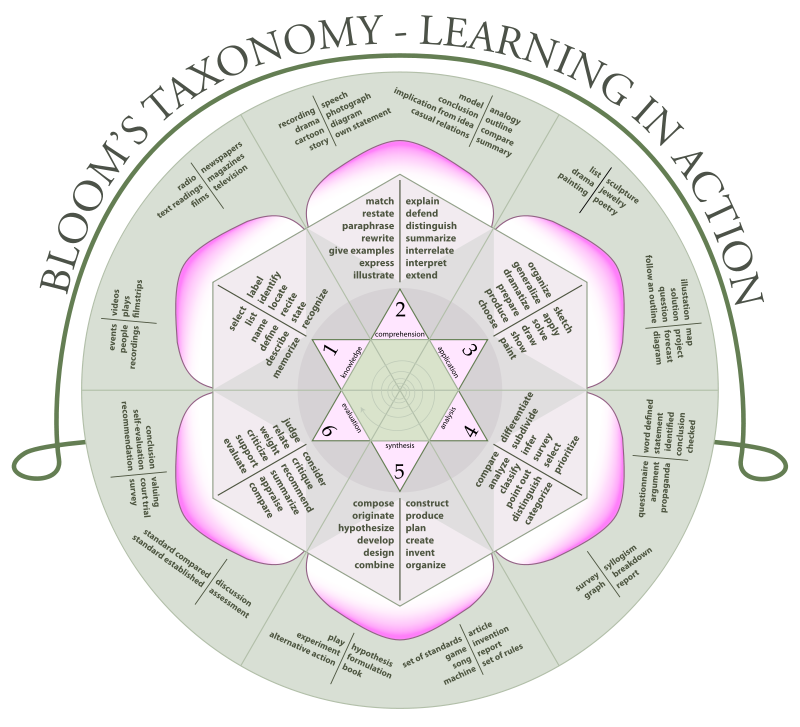 BLOOM'S TAXONOMY - LEARNING IN ACTION
recording
drama
cartoon
story
speech
photograph
diagram
own statement
model
conclusion
implication from idea
casual relations
analogy
outline
compare
summary
radio
text readings
newspapers
magazines
television
films
list
drama
painting
sculpture
jewelry
poetry
videos
plays
filmstrips
events
people
recordings
illustation
solution
question
follow an outline
map
project
forecast
diagram
match
restate
paraphrase
rewrite
give examples
express
illustrate
explain
defend
distinguish
summarize
interrelate
interpret
extend
label
identify
locate
recite
state
recognize
select
list
name
define
describe
memorize
organize
generalize
dramatize
prepare
produce
choose
sketch
apply
solve
draw
show
paint
1
knowledge
2
comprehension
3
application
4
analysis
5
synthesis
6
evaluation
judge
relate
weight
criticize
support
evaluate
consider
critique
recommend
summarize
appraise
compare
differentiate
subdivide
infer
survey
select
prioritize
compare
analyze
classify
point out
distinguish
categorize
compose
originate
hypothesize
develop
design
combine
construct
produce
plan
create
invent
organize
conclusion
self-evaluation
recommendation
valuing
court trial
survey
word defined
statement
identified
conclusion
checked
questionnaire
argument
propaganda
standard compared
standard established
discussion
assessment
survey
graph
syllogism
breakdown
report
play
experiment
alternative action
hypothesis
formulation
book
set of standards
game
song
machine
article
invention
report
set of rules